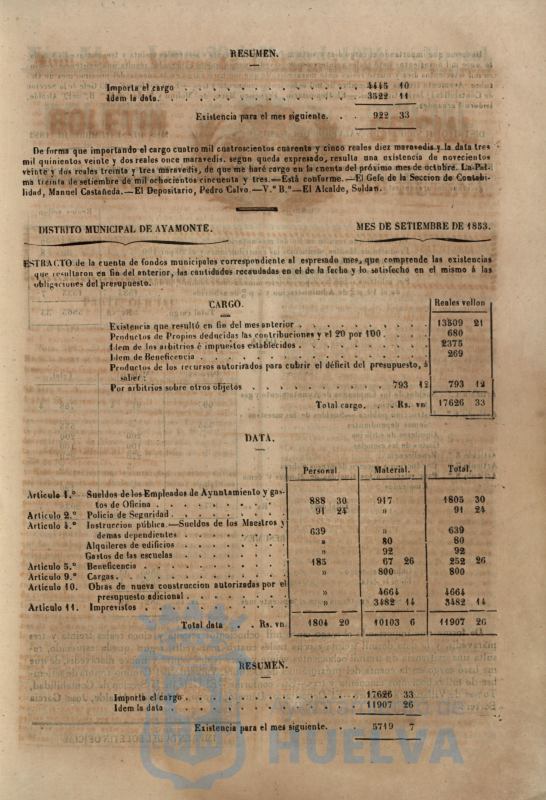 RESUMEN.
Importa el cargo . . . . . . . . . . . . 4445 10
Idem la data. . . . . . . . . . . . . 3522 11
Existencia para el mes siguiente. . . 922 33
De forma que importando el cargo cuatro mil cuatroscientos cuarenta y cinco reales diez maravedis y la data tres
mil quinientos veinte y dos reales once maravedis, segun queda expresado, resulta una existencia de novecientos
veinte y dos reales treinta y tres maravedis, de que me haré cargo en la cuenta del próximo mes de octubre. La Pal-
ma treinta de setiembre de mil ochocientos cincuenta y tres.—Está conforme.—El Gefe de la Seccion de Contabi-
lidad, Manuel Castañeda.—El Depositario, Pedro Calvo.—V.º B.º—El Alcalde, Soldan.
DISTRITO MUNICIPAL DE AYAMONTE. MES DE SETIEMBRE DE 1853.
ESTRACTO de la cuenta de fondos municipales correspondiente al espresado mes, que comprende las existencias
que resultaron en fin del anterior, las cantidades recaudadas en el de la fecha y lo satisfecho en el mismo á las
obligaciones del presupuesto.
CARGO. Reales vellon
Existencia que resultó en fin del mes anterior . . . . . . . . 13509 21
Productos de Propios deducidas las contribuciones y el 20 por 100 . . . 680
Idem de los arbitrios é impuestos establecidos . . . . . . . . 2375
Idem de Beneficencia . . . . . . . . . . . . . 269
Productos de los recursos autorizados para cubrir el déficit del presupuesto, á
saber:
Por arbitrios sobre otros objetos . . . . . . . . . 793 12 793 12
Total cargo. . . Rs. vn 17626 33
DATA.
Personal Material. Total.
Articulo 1.º Sueldos de los Empleados de Ayuntamiento y gas-
tos de Oficina . . . . . . . . . . 888 30 917 1805 30
Articulo 2.º Policia de Seguridad . . . . . . . . 91 24 » 91 24
Articulo 4.º Instruccion pública.—Sueldos de los Maestros y
demas dependientes . . . . . . . . . 639 » 639
Alquileres de edificios . . . . . . . . » 80 80
Gastos de las escuelas . . . . . . . . » 92 92
Articulo 5.º Beneficencia . . . . . . . . . . 185 67 26 252 26
Articulo 9.º Cargas . . . . . . . . . . . » 800 800
Articulo 10. Obras de nueva construccion autorizadas por el
presupuesto adicional . . . . . . . . » 4664 4664
Articulo 11. Imprevistos . . . . . . . . . . » 3482 14 3482 14
Total data . . Rs. vn. 1804 20 10103 6 11907 26
RESUMEN.
Importa el cargo . . . . . . . . . . . 17626 33
Idem la data . . . . . . . . . . . . 11907 26
Existencia para el mes siguiente. . . 5719 7
HUELVA